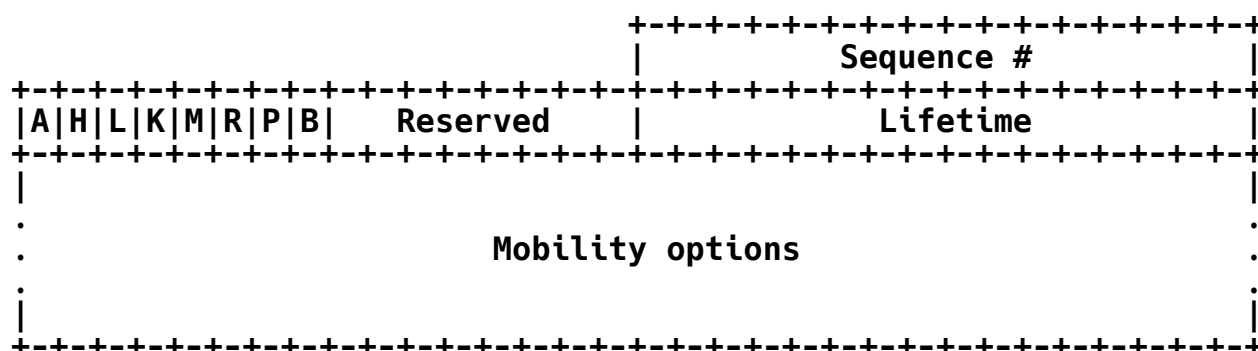 +-+-+-+-+-+-+-+-+-+-+-+-+-+-+-+-+
                                |          Sequence #           |
+-+-+-+-+-+-+-+-+-+-+-+-+-+-+-+-+-+-+-+-+-+-+-+-+-+-+-+-+-+-+-+-+
|A|H|L|K|M|R|P|B|   Reserved    |            Lifetime           |
+-+-+-+-+-+-+-+-+-+-+-+-+-+-+-+-+-+-+-+-+-+-+-+-+-+-+-+-+-+-+-+-+
|                                                               |
.                                                               .
.                        Mobility options                       .
.                                                               .
|                                                               |
+-+-+-+-+-+-+-+-+-+-+-+-+-+-+-+-+-+-+-+-+-+-+-+-+-+-+-+-+-+-+-+-+